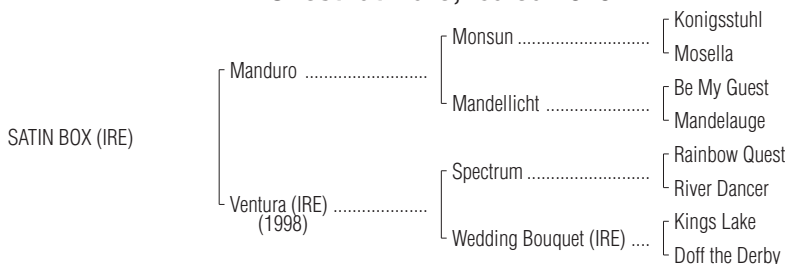 Konigsstuhl
Monsun ............................
Mosella
Manduro ..........................
Be My Guest
Mandellicht ......................
Mandelauge
SATIN BOX (IRE)
Rainbow Quest
Spectrum ..........................
River Dancer
Ventura (IRE) ....................
(1998)
Kings Lake
Wedding Bouquet (IRE) ....
Doff the Derby